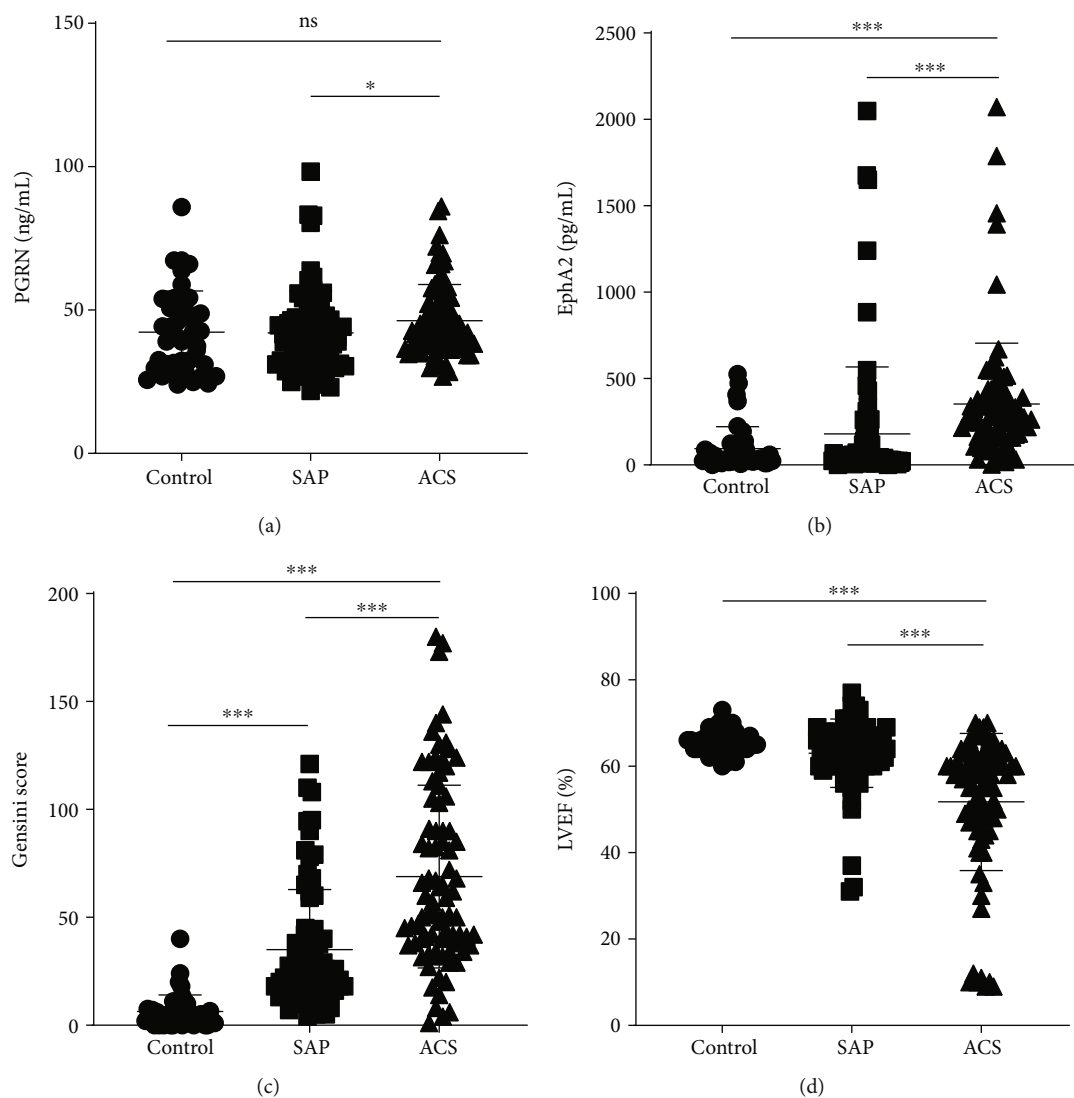 150
100
50
0
PGRN (ng/mL)
ns
*
Control SAP ACS
(a)
2500
2000
1500
1000
500
0
EphA2 (pg/mL)
***
***
Control SAP ACS
(b)
200
150
100
50
0
Gensini score
***
***
***
Control SAP ACS
(c)
100
80
60
40
20
0
LVEF (%)
***
***
Control SAP ACS
(d)